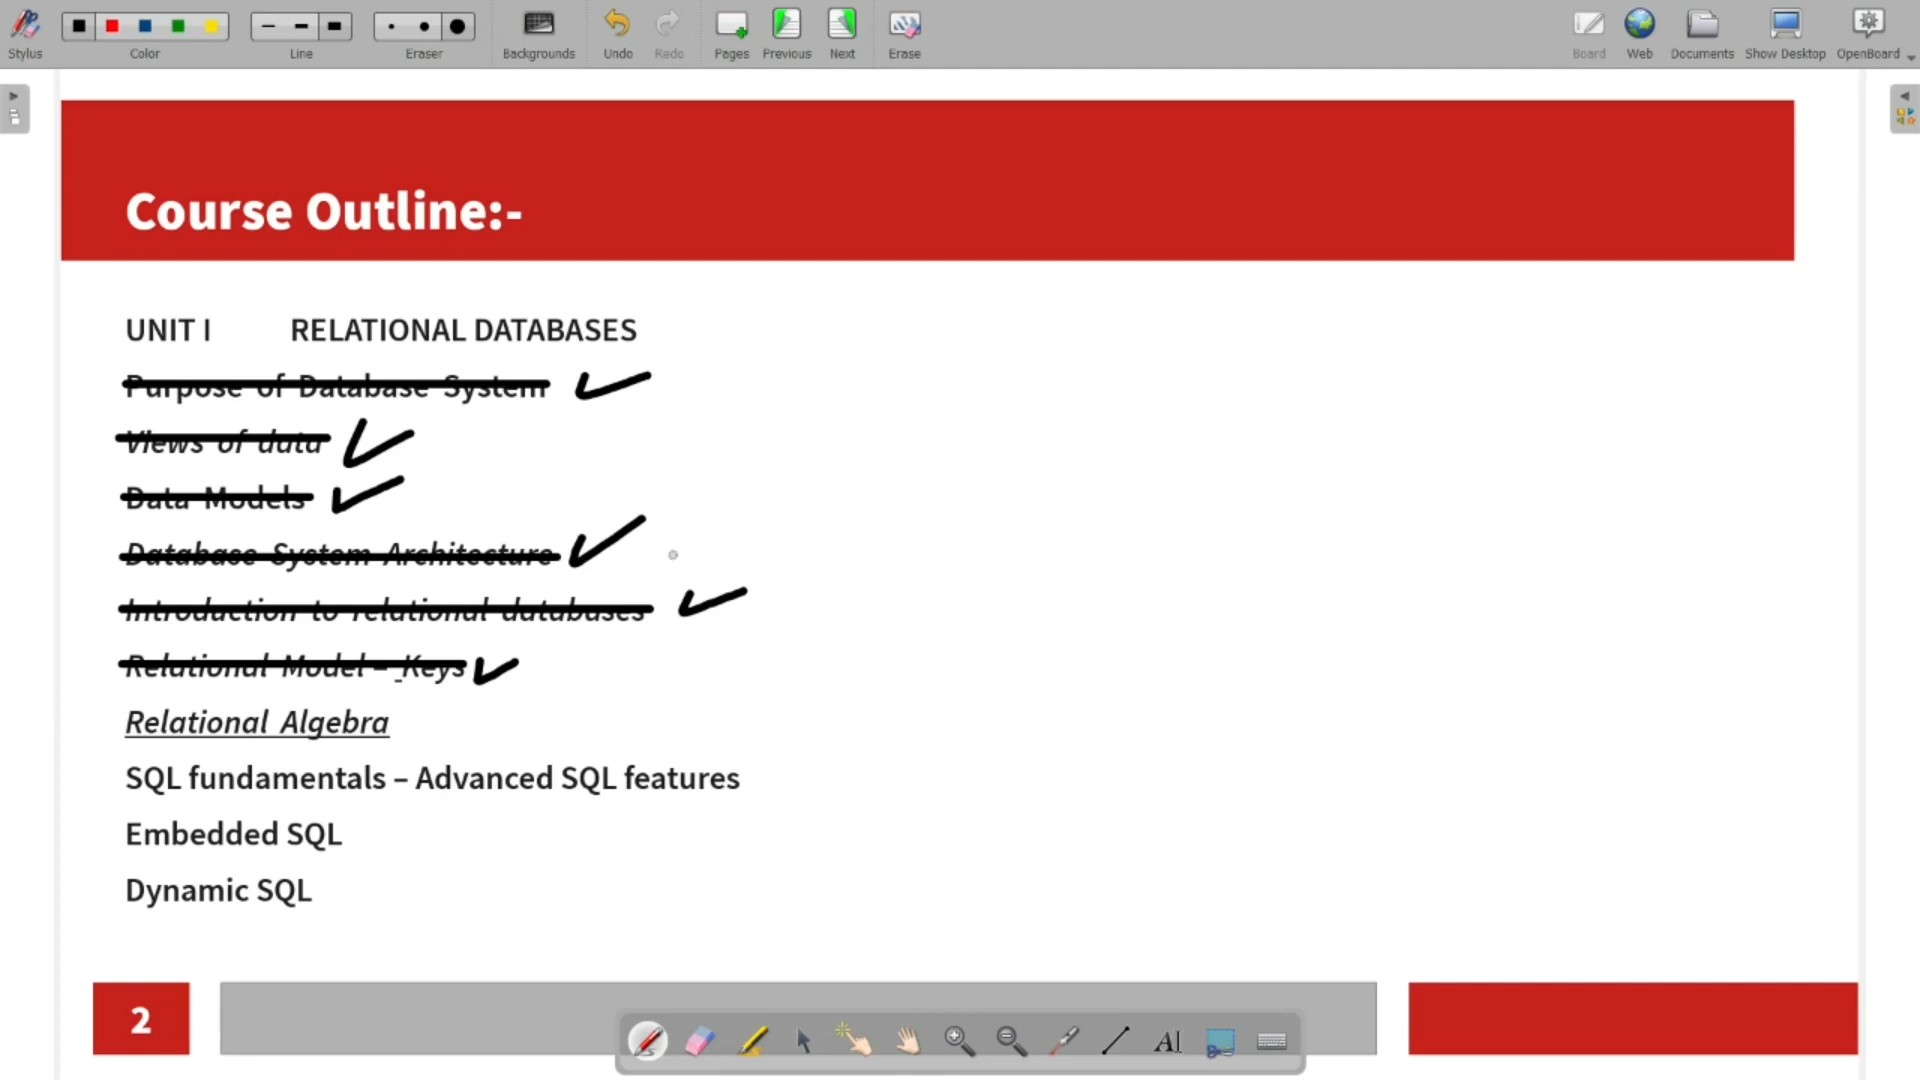 Stylus Color Line Eraser Backgrounds Undo Redo Pages Previous Next Erase Board Web Documents Show Desktop OpenBoard
Course Outline:-
UNIT I RELATIONAL DATABASES
Purpose of Database System
Views of data
Data Models
Database System Architecture
Introduction to relational databases
Relational Model – Keys
Relational Algebra
SQL fundamentals – Advanced SQL features
Embedded SQL
Dynamic SQL
2